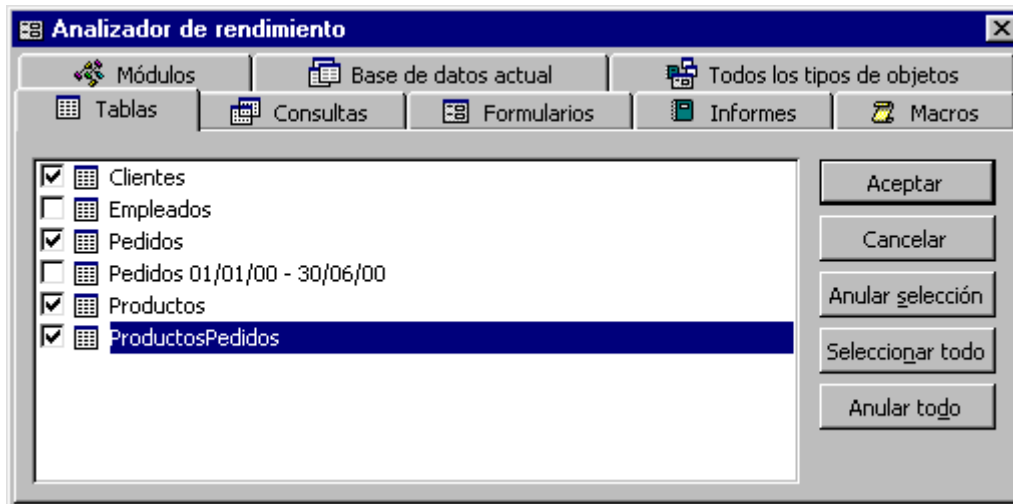 Analizador de rendimiento
Módulos
Base de datos actual
Todos los tipos de objetos
Tablas
Consultas
Formularios
Informes
Macros
Clientes
Empleados
Pedidos
Pedidos 01/01/00 - 30/06/00
Productos
ProductosPedidos
Aceptar
Cancelar
Anular selección
Seleccionar todo
Anular todo